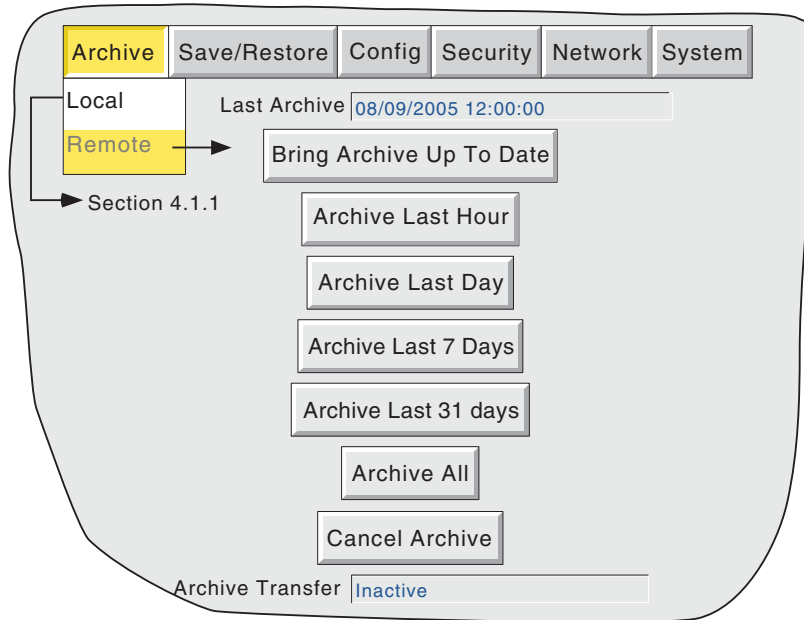 Archive Save/Restore Config Security Network System
Local
Last Archive 08/09/2005 12:00:00
Remote
Bring Archive Up To Date
Section 4.1.1
Archive Last Hour
Archive Last Day
Archive Last 7 Days
Archive Last 31 days
Archive All
Cancel Archive
Archive Transfer Inactive